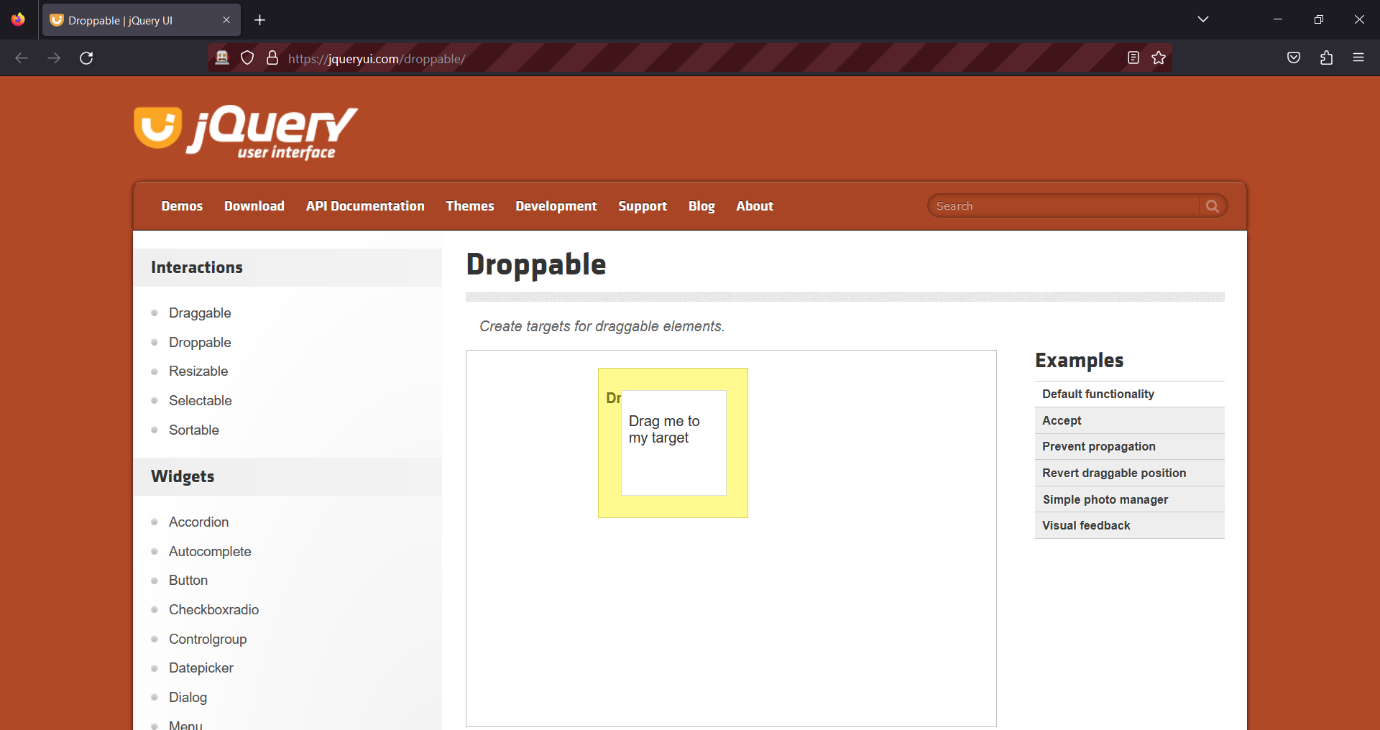 Droppable | jQuery UI
https://jqueryui.com/droppable/
jQuery
user interface
Demos Download API Documentation Themes Development Support Blog About Search
Interactions
Draggable
Droppable
Resizable
Selectable
Sortable
Widgets
Accordion
Autocomplete
Button
Checkboxradio
Controlgroup
Datepicker
Dialog
Menu
Droppable
Create targets for draggable elements.
Dr
Drag me to
my target
Examples
Default functionality
Accept
Prevent propagation
Revert draggable position
Simple photo manager
Visual feedback